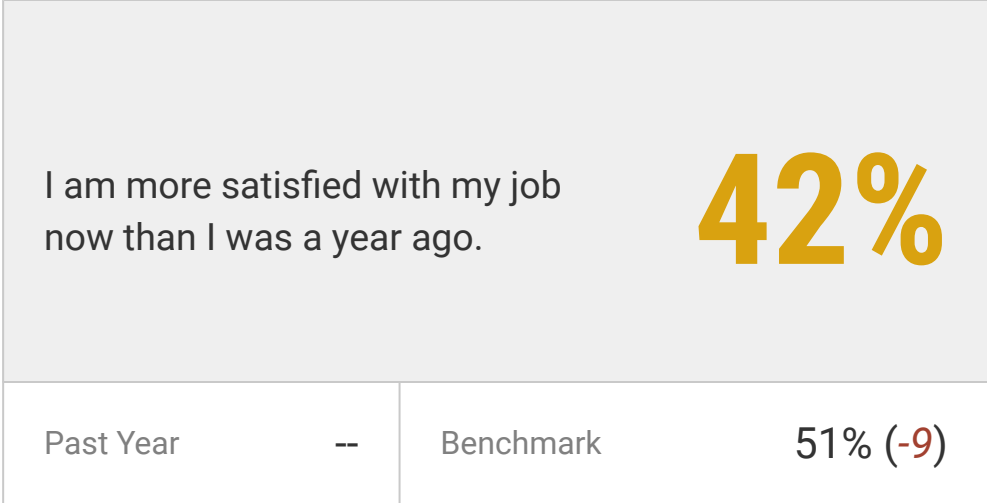 I am more satisfied with my job
now than I was a year ago.
42%
Past Year
--
Benchmark
51% (-9)